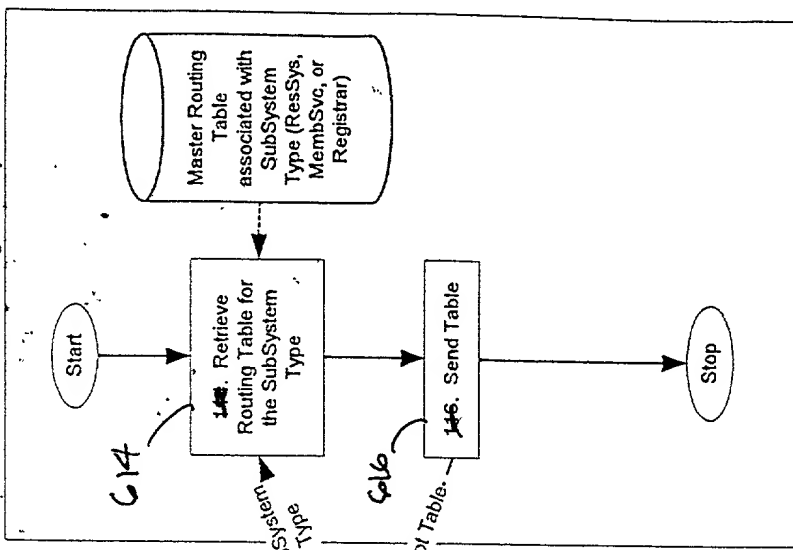 Start
614
Retrieve
Routing Table for
the SubSystem
Type
Master Routing
Table
associated with
SubSystem
Type (ResSys,
MembSvc, or
Registrar)
System
Type
616
Send Table
Table
Stop